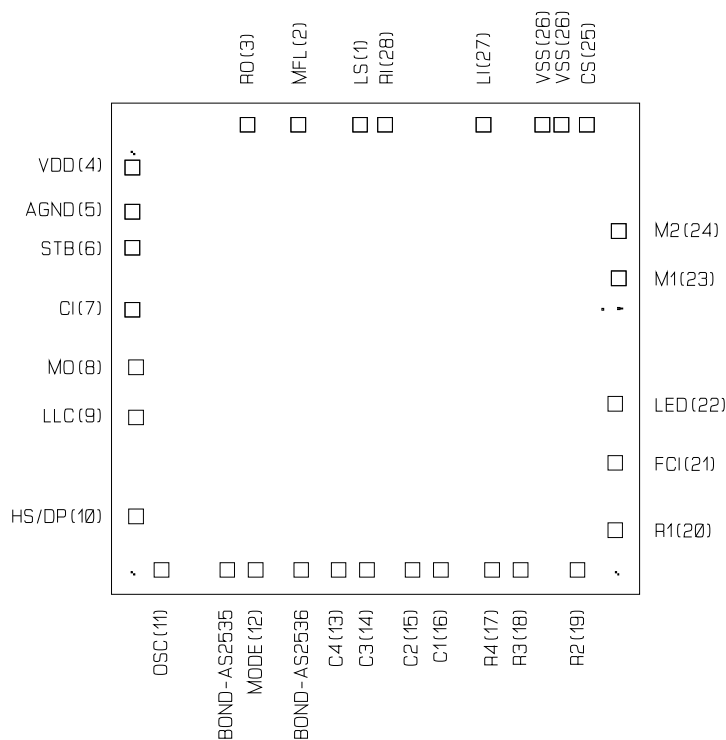 RO(3)
MFL(2)
LS(1)
RI(28)
LI(27)
VSS(26)
VSS(26)
CS(25)
VDD(4)
AGND(5)
STB(6)
CI(7)
MO(8)
LLC(9)
HS/DP(10)
M2(24)
M1(23)
LED(22)
FCI(21)
R1(20)
OSC(11)
BOND-AS2535
MODE(12)
BOND-AS2536
C4(13)
C3(14)
C2(15)
C1(16)
R4(17)
R3(18)
R2(19)